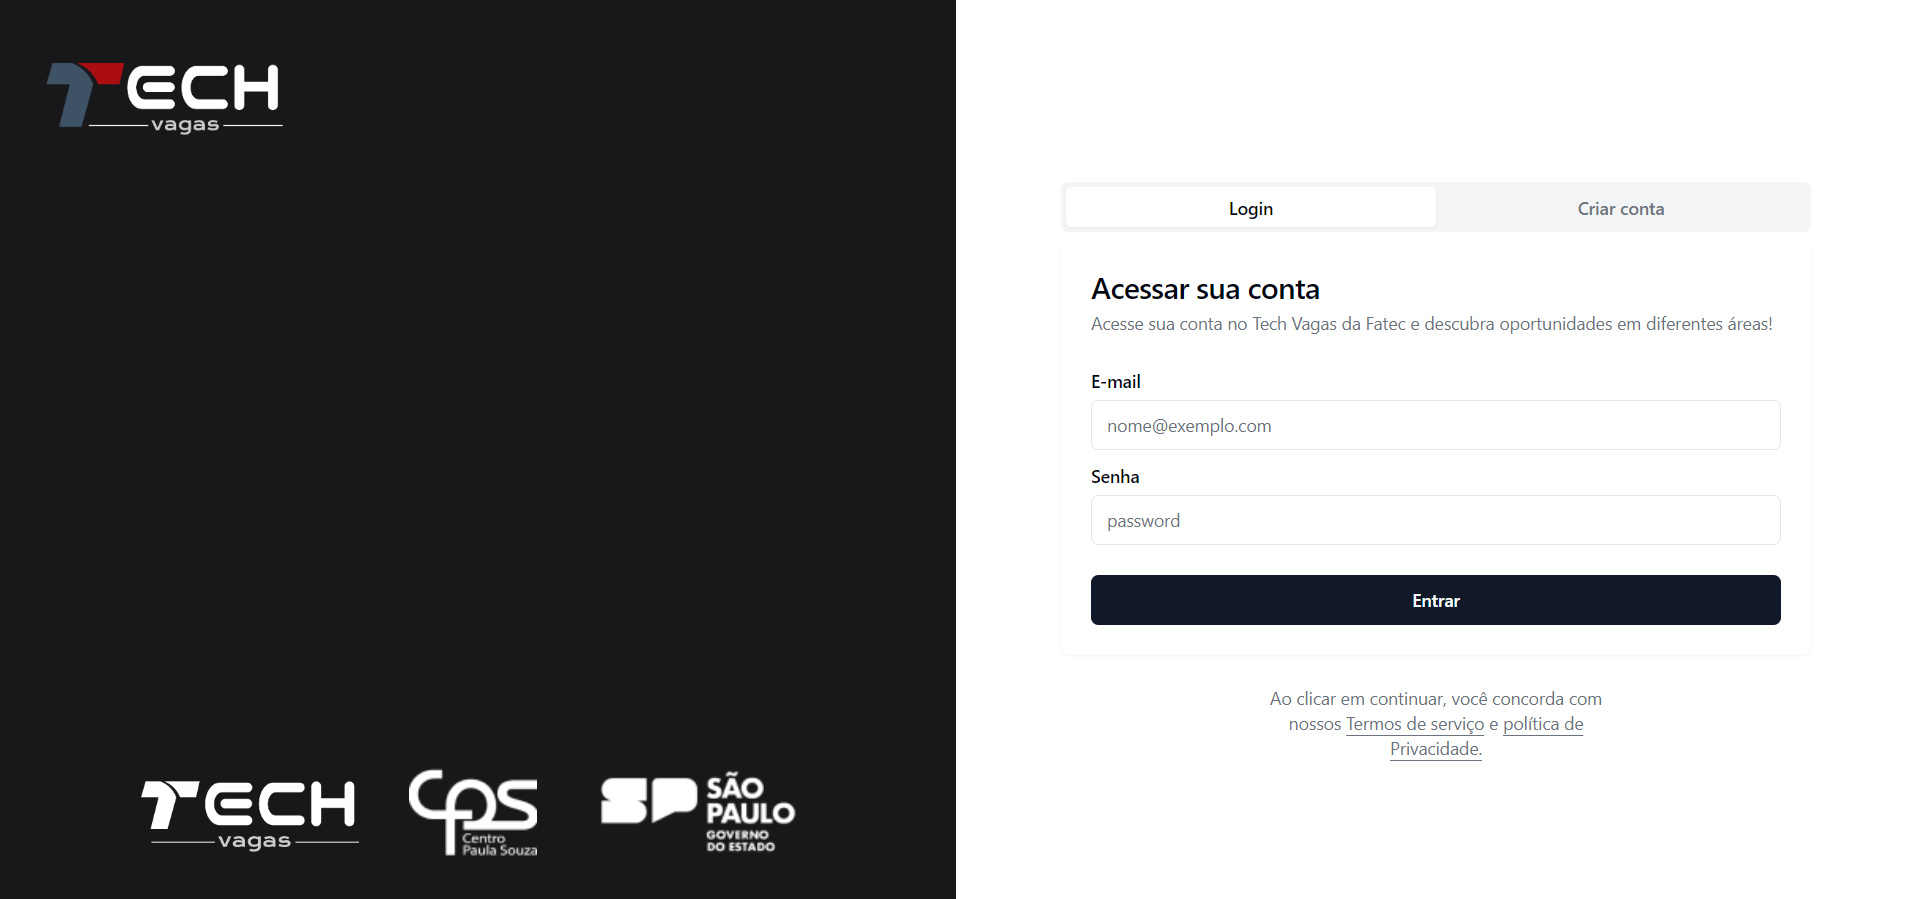 TECH
vagas
Login
Criar conta
Acessar sua conta
Acesse sua conta no Tech Vagas da Fatec e descubra oportunidades em diferentes áreas!
E-mail
nome@exemplo.com
Senha
password
Entrar
Ao clicar em continuar, você concorda com
nossos Termos de serviço e política de
Privacidade.
TECH
vagas
CPS
Centro
Paula Souza
SP
SÃO
PAULO
GOVERNO
DO ESTADO